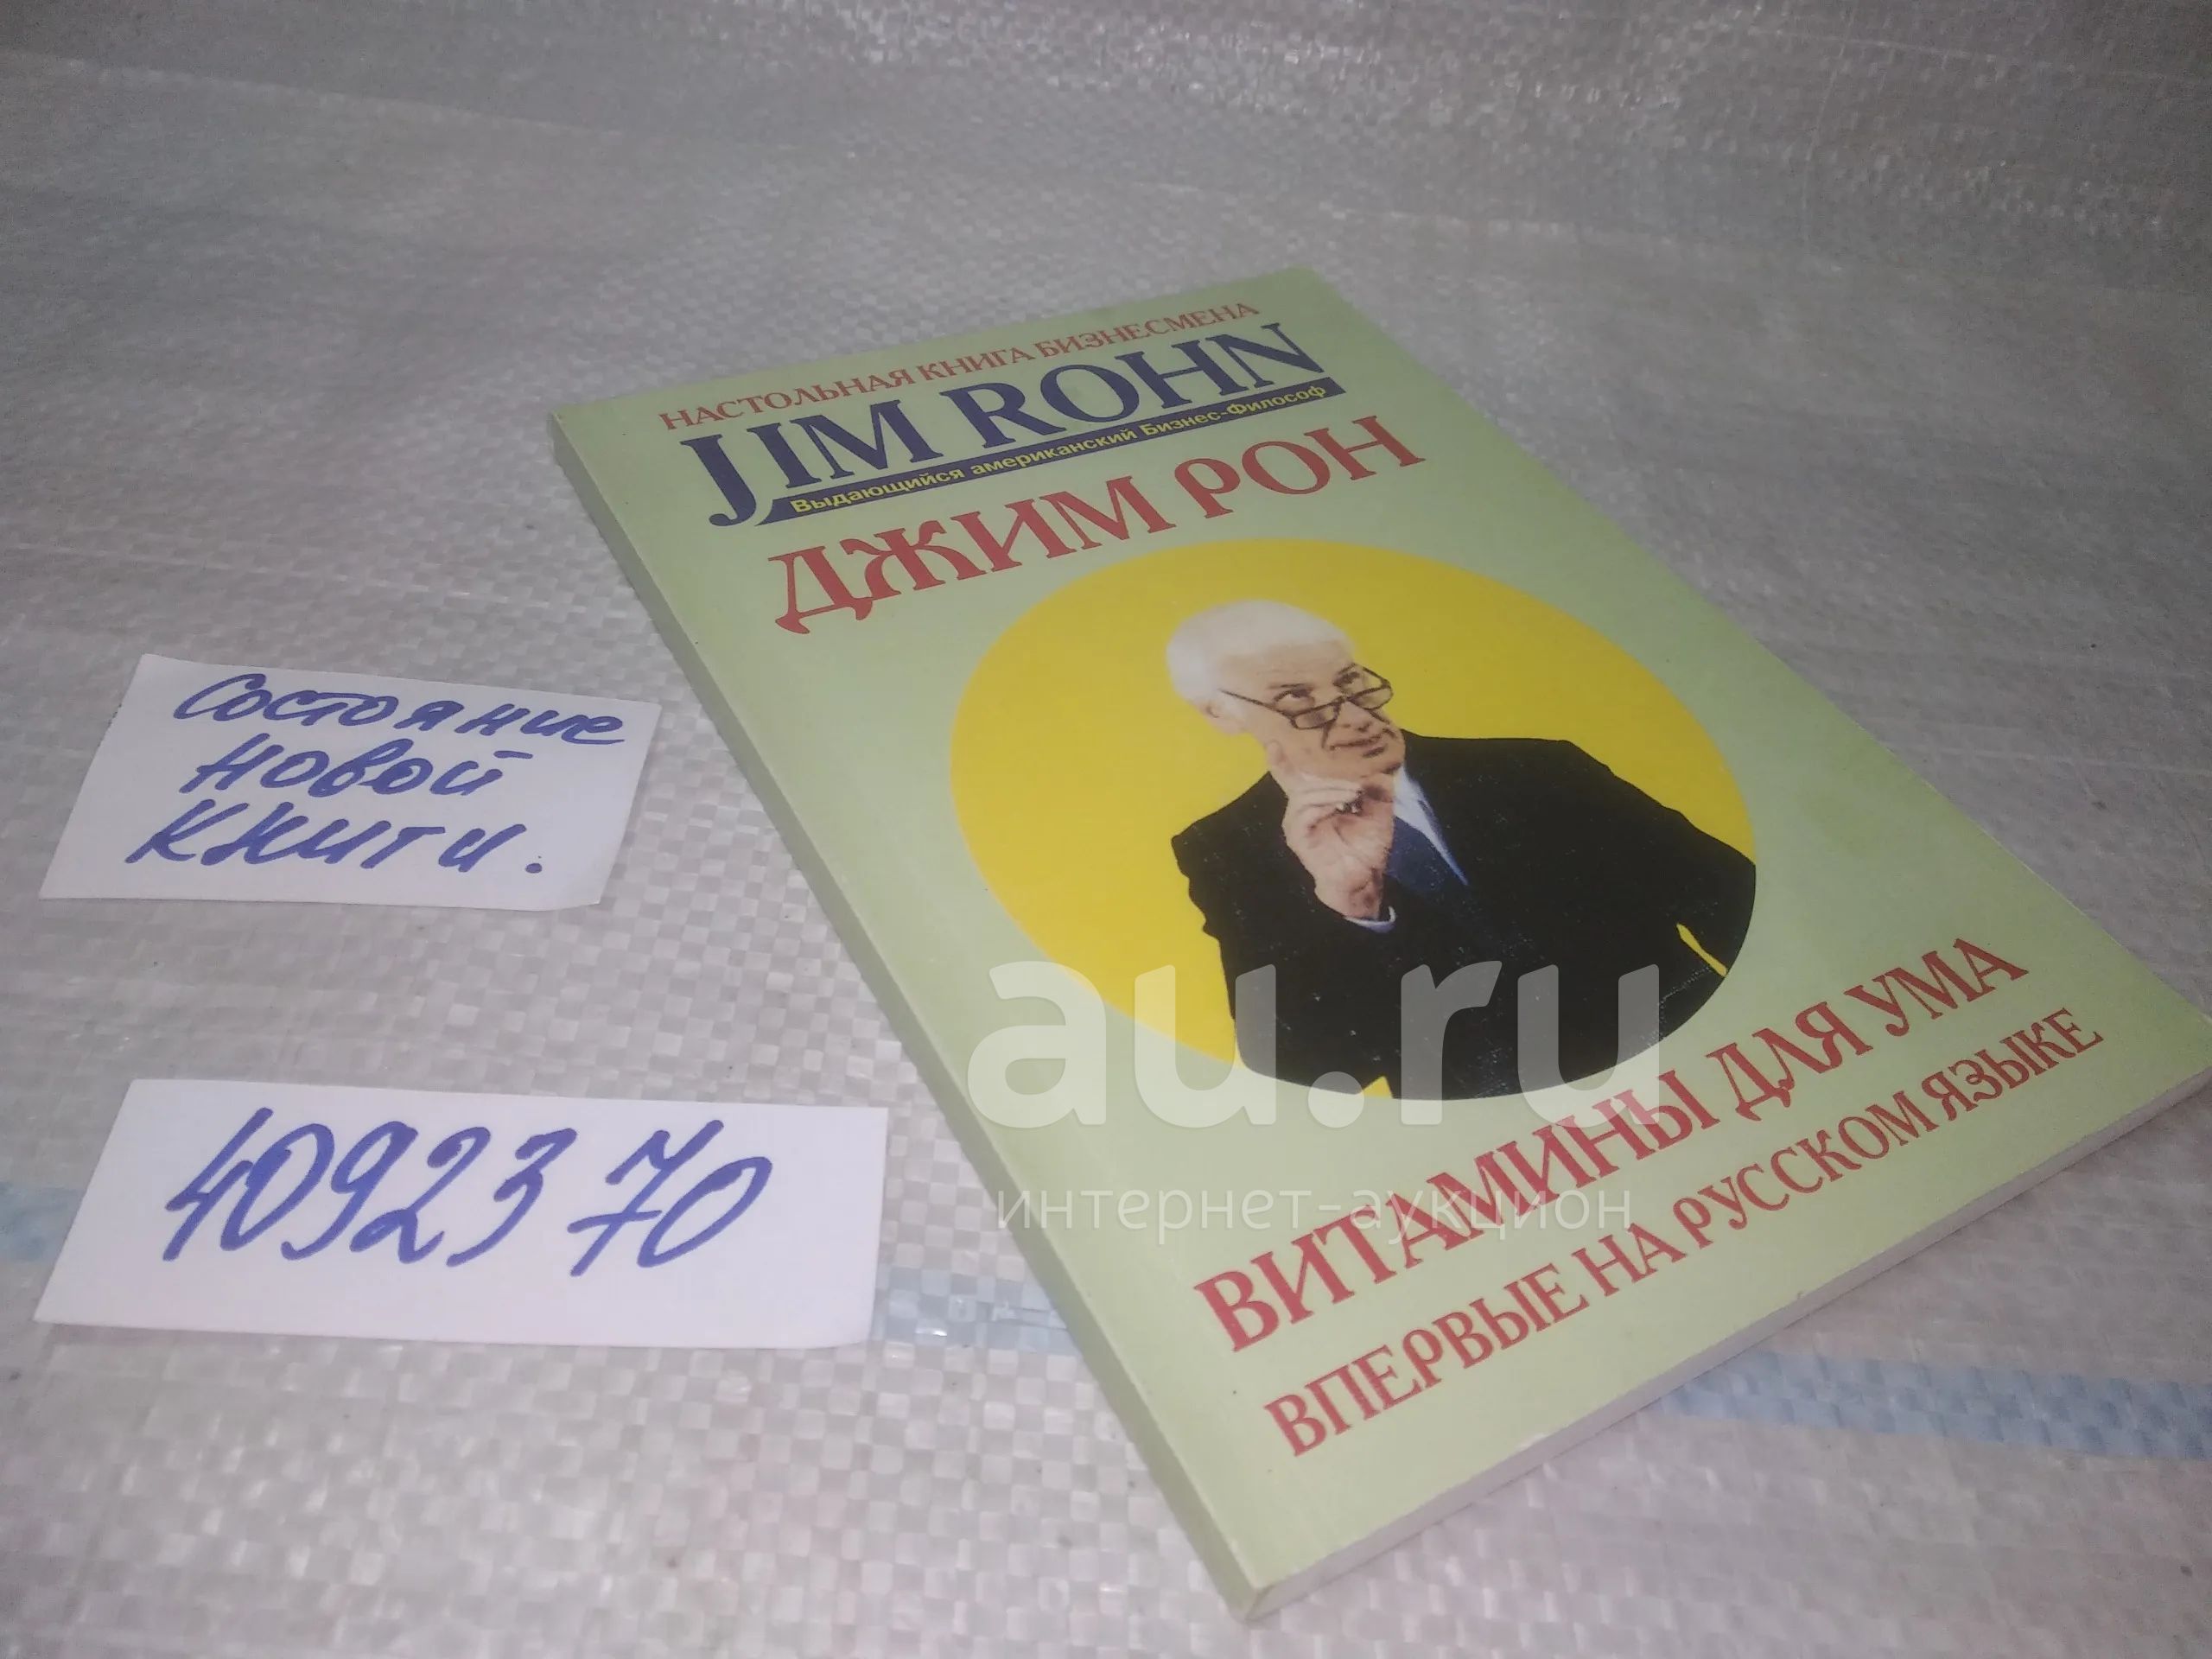 НАСТОЛЬНАЯ КНИГА БИЗНЕСМЕНА
JIM ROHN
Выдающийся американский Бизнес-Философ
ДЖИМ РОН
ВИТАМИНЫ ДЛЯ УМА
ВПЕРВЫЕ НА РУССКОМ ЯЗЫКЕ
Состояние
новой
книги.
4092370
au.ru
интернет-аукцион